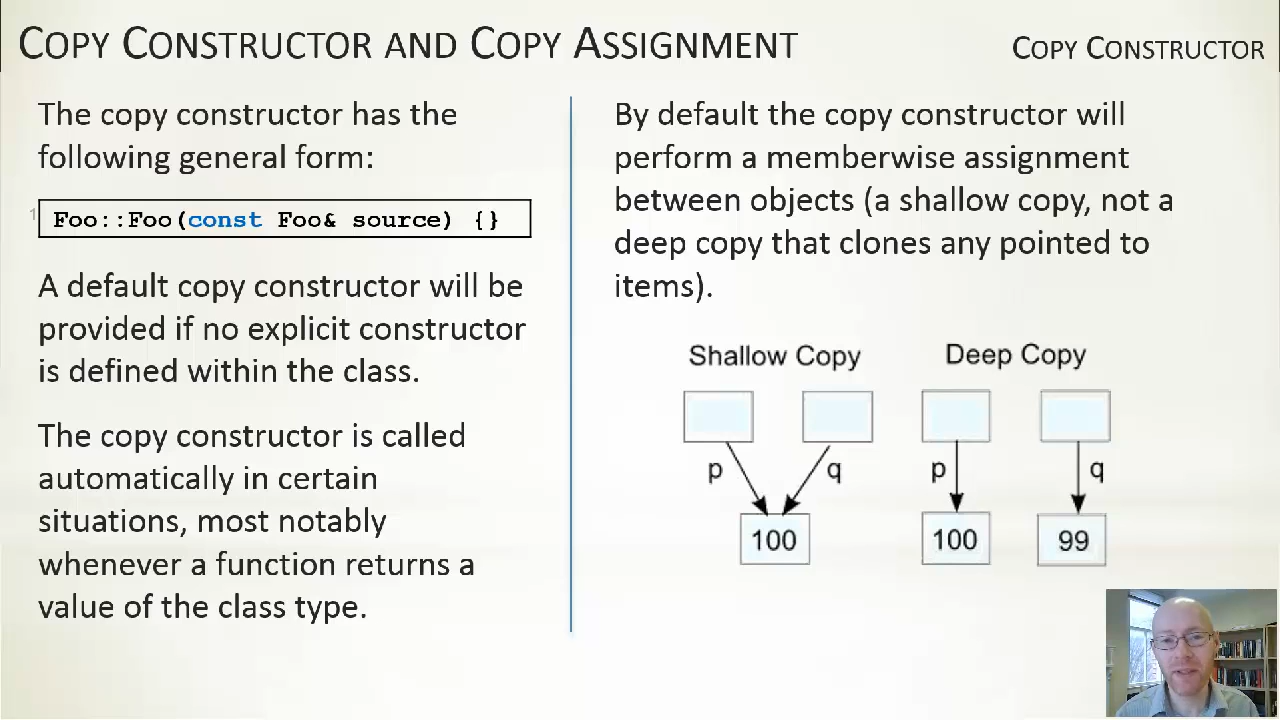 COPY CONSTRUCTOR AND COPY ASSIGNMENT
COPY CONSTRUCTOR
The copy constructor has the
following general form:
1
Foo::Foo(const Foo& source) {}
A default copy constructor will be
provided if no explicit constructor
is defined within the class.
The copy constructor is called
automatically in certain
situations, most notably
whenever a function returns a
value of the class type.
By default the copy constructor will
perform a memberwise assignment
between objects (a shallow copy, not a
deep copy that clones any pointed to
items).
Shallow Copy
p
q
100
Deep Copy
p
q
100
99